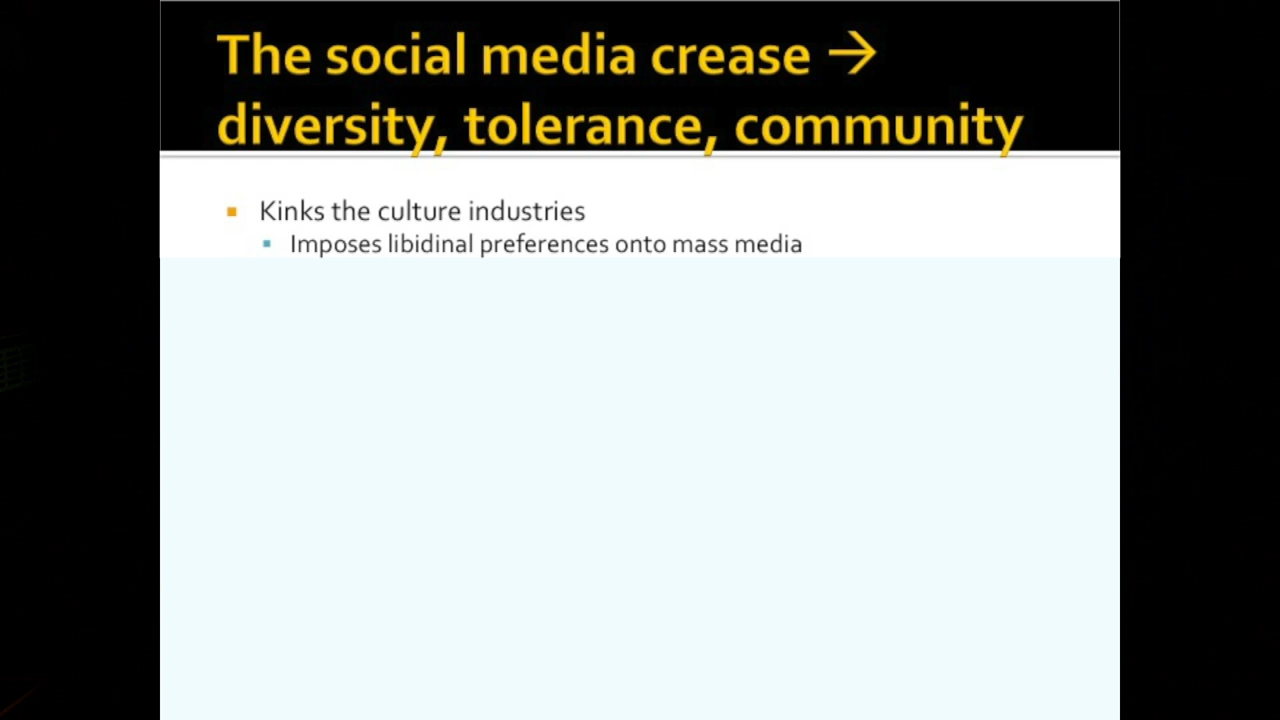 The social media crease →
diversity, tolerance, community
Kinks the culture industries
Imposes libidinal preferences onto mass media